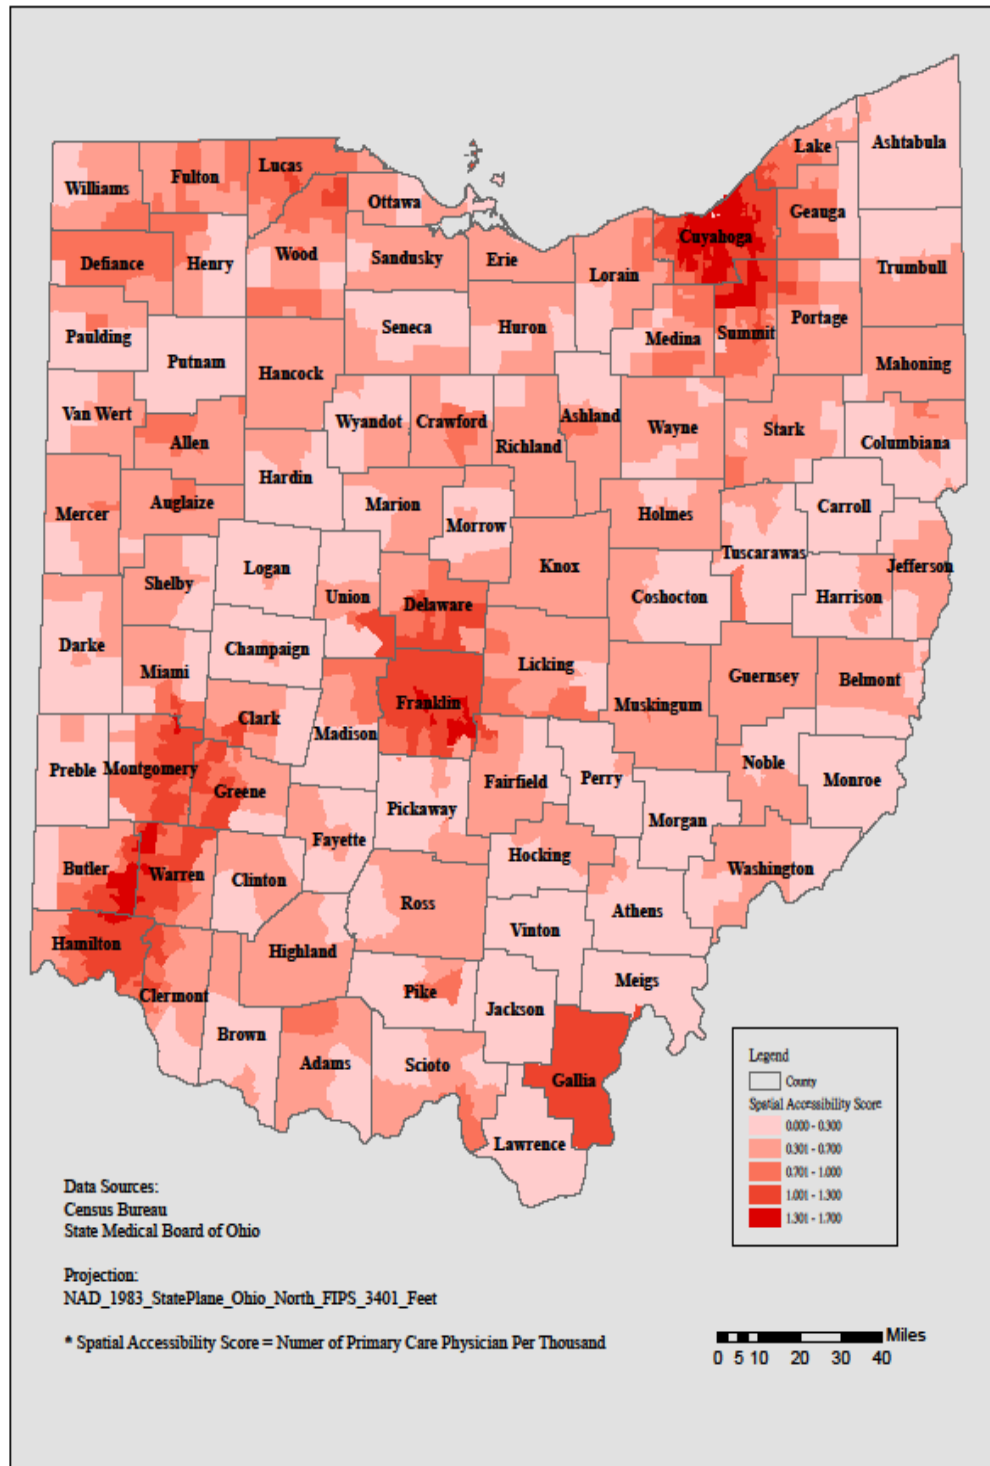 Ashtabula
Lake
Lucas
Fulton
Williams
Ottawa
Geauga
Cuyahoga
Wood
Sandusky
Erie
Defiance
Henry
Lorain
Trumbull
Seneca
Huron
Portage
Paulding
Medina
Summit
Putnam
Mahoning
Hancock
Van Wert
Wyandot
Crawford
Ashland
Wayne
Stark
Allen
Richland
Columbiana
Hardin
Mercer
Auglaize
Marion
Morrow
Holmes
Carroll
Tuscarawas
Logan
Knox
Jefferson
Shelby
Union
Delaware
Coshocton
Harrison
Darke
Champaign
Miami
Licking
Guernsey
Belmont
Franklin
Muskingum
Clark
Madison
Preble
Montgomery
Noble
Monroe
Greene
Fairfield
Perry
Pickaway
Morgan
Fayette
Hocking
Butler
Warren
Clinton
Washington
Ross
Athens
Vinton
Hamilton
Highland
Meigs
Clermont
Pike
Jackson
Brown
Adams
Scioto
Gallia
Lawrence
Legend
County
Spatial Accessibility Score
0.000 - 0.300
0.301 - 0.700
0.701 - 1.000
1.001 - 1.300
1.301 - 1.700
Data Sources:
Census Bureau
State Medical Board of Ohio
Projection:
NAD_1983_StatePlane_Ohio_North_FIPS_3401_Feet
* Spatial Accessibility Score = Numer of Primary Care Physician Per Thousand
Miles
0 5 10 20 30 40